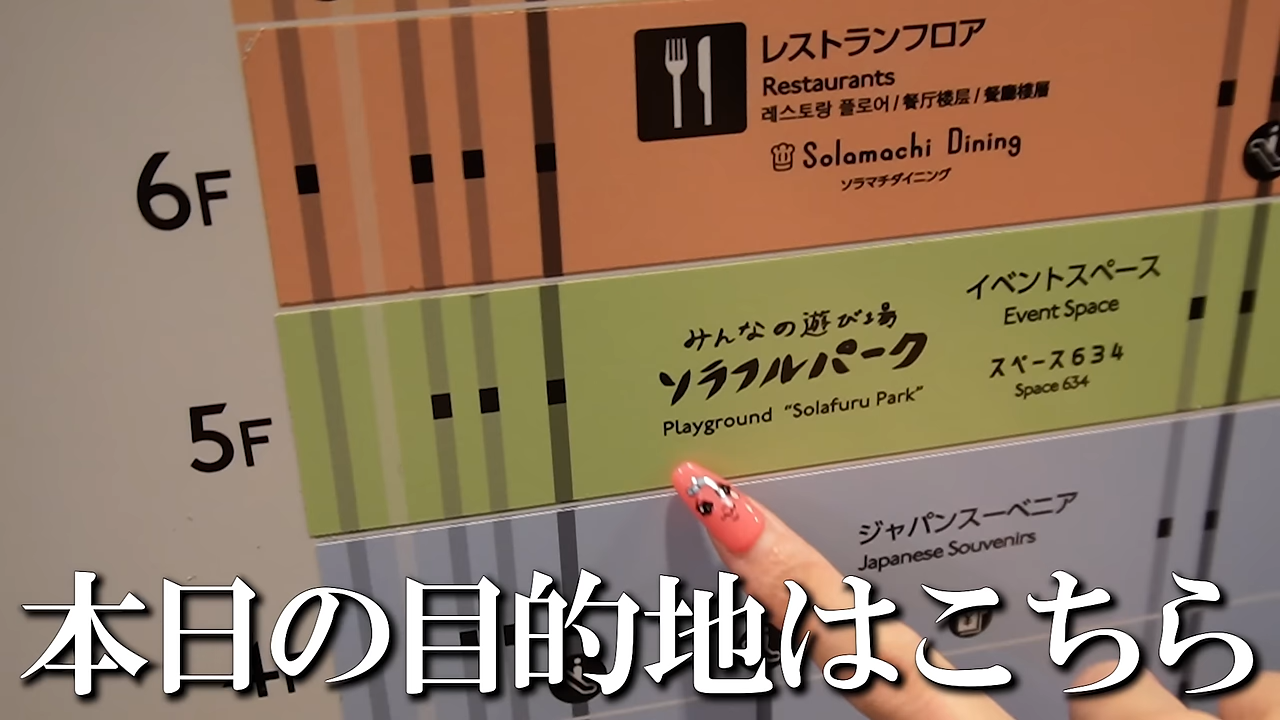 6F
レストランフロア
Restaurants
레스토랑 플로어 / 餐厅楼层 / 餐廳樓層
Solamachi Dining
ソラマチダイニング
5F
みんなの遊び場
ソラフルパーク
Playground “Solafuru Park”
イベントスペース
Event Space
スペース634
Space 634
ジャパンスーベニア
Japanese Souvenirs
4F
本日の目的地はこちら